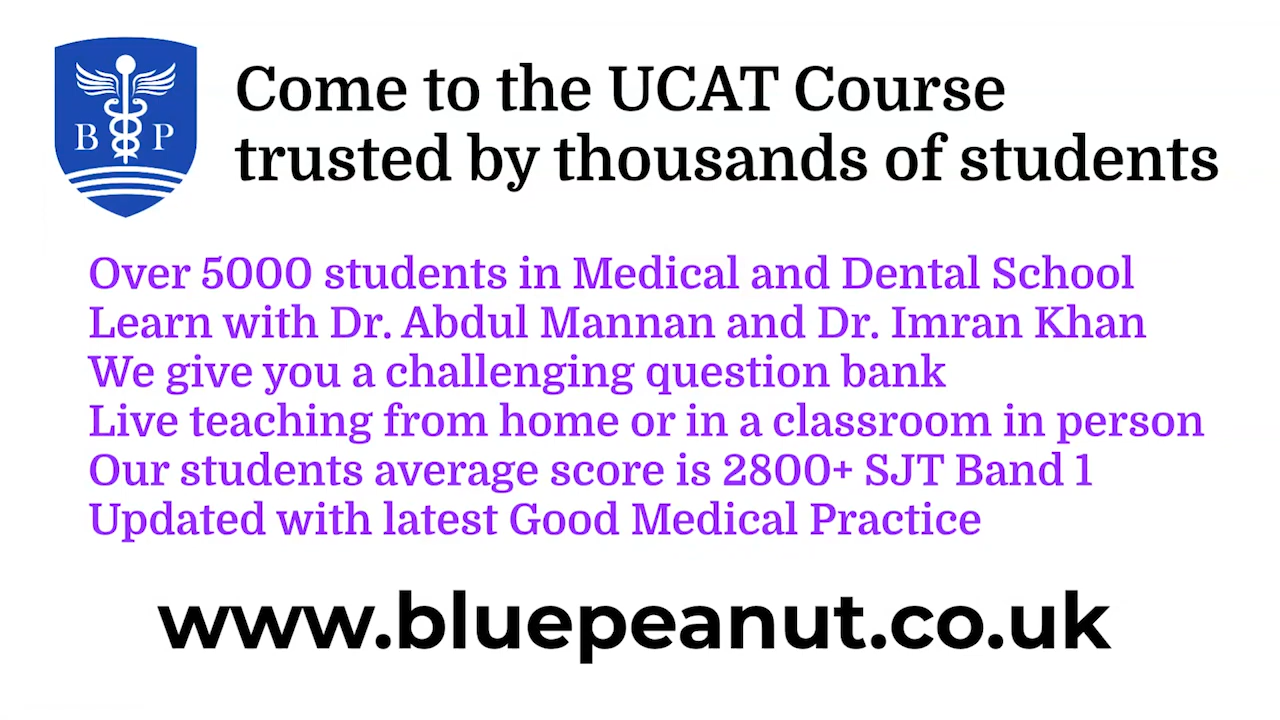 B P
Come to the UCAT Course
trusted by thousands of students
Over 5000 students in Medical and Dental School
Learn with Dr. Abdul Mannan and Dr. Imran Khan
We give you a challenging question bank
Live teaching from home or in a classroom in person
Our students average score is 2800+ SJT Band 1
Updated with latest Good Medical Practice
www.bluepeanut.co.uk